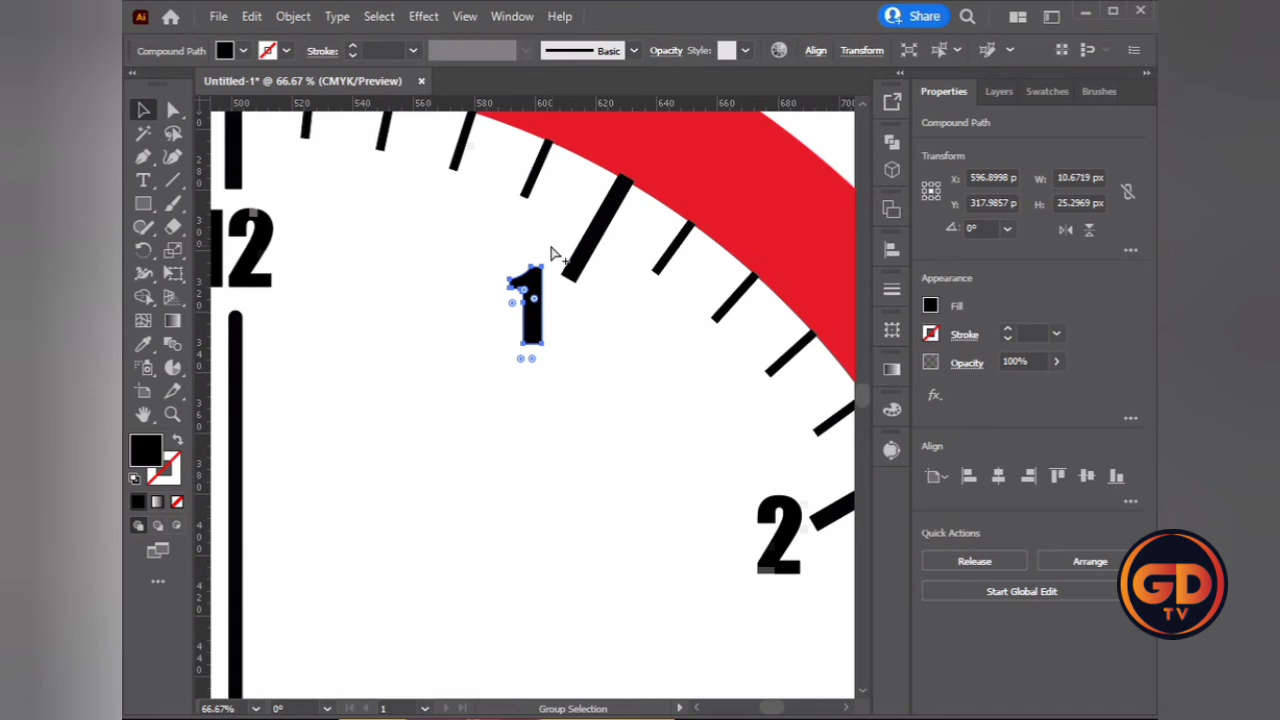 Ai File Edit Object Type Select Effect View Window Help Share
Compound Path Stroke: Basic Opacity Style: Align Transform
Untitled-1* @ 66.67 % (CMYK/Preview) ×
500 520 540 560 580 600 620 640 660 680 700
Properties Layers Swatches Brushes
Compound Path
Transform
X: 596.8998 p W: 10.6719 px
Y: 317.9857 p H: 25.2969 px
0°
Appearance
Fill
Stroke
Opacity 100%
fx.
Align
Quick Actions
Release Arrange
Start Global Edit
12
1
2
GD
TV
66.67% 0° 1 Group Selection